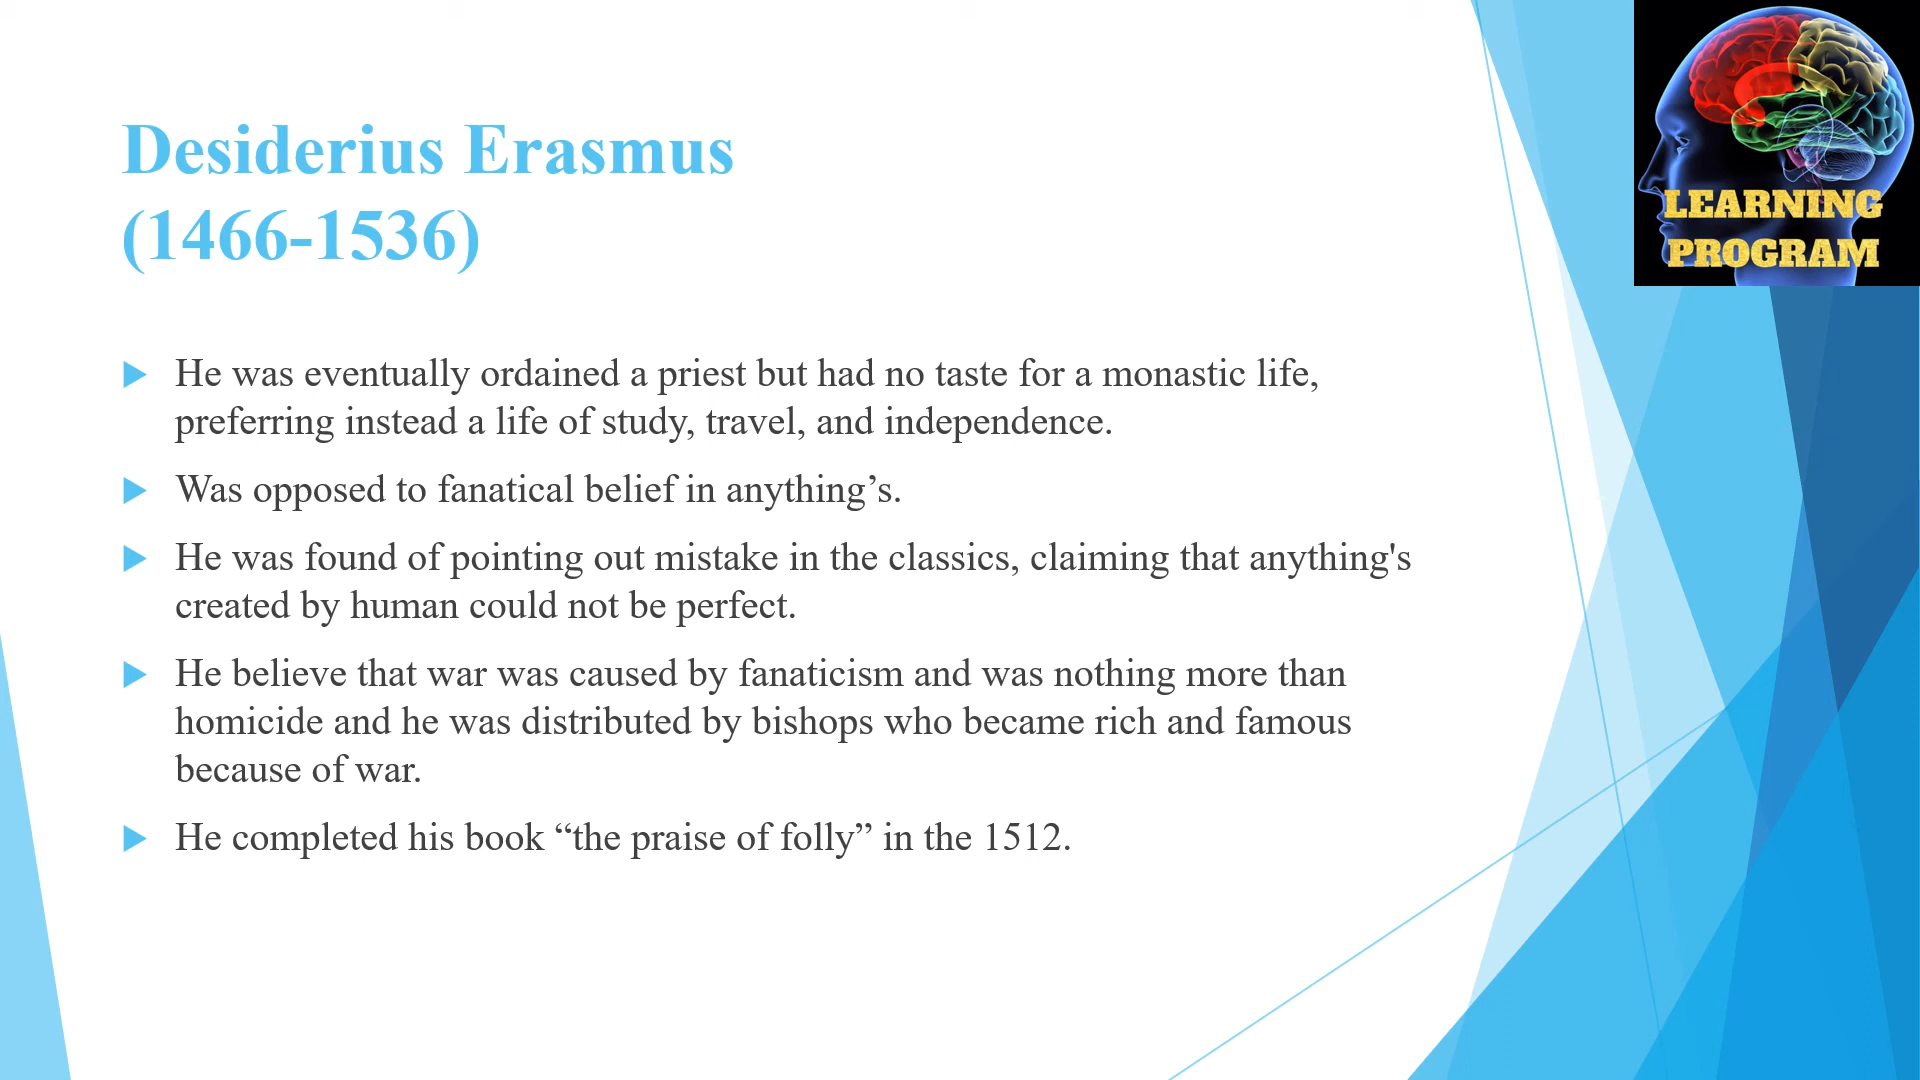 Desiderius Erasmus
(1466-1536)
LEARNING
PROGRAM
He was eventually ordained a priest but had no taste for a monastic life,
preferring instead a life of study, travel, and independence.
Was opposed to fanatical belief in anything’s.
He was found of pointing out mistake in the classics, claiming that anything's
created by human could not be perfect.
He believe that war was caused by fanaticism and was nothing more than
homicide and he was distributed by bishops who became rich and famous
because of war.
He completed his book “the praise of folly” in the 1512.